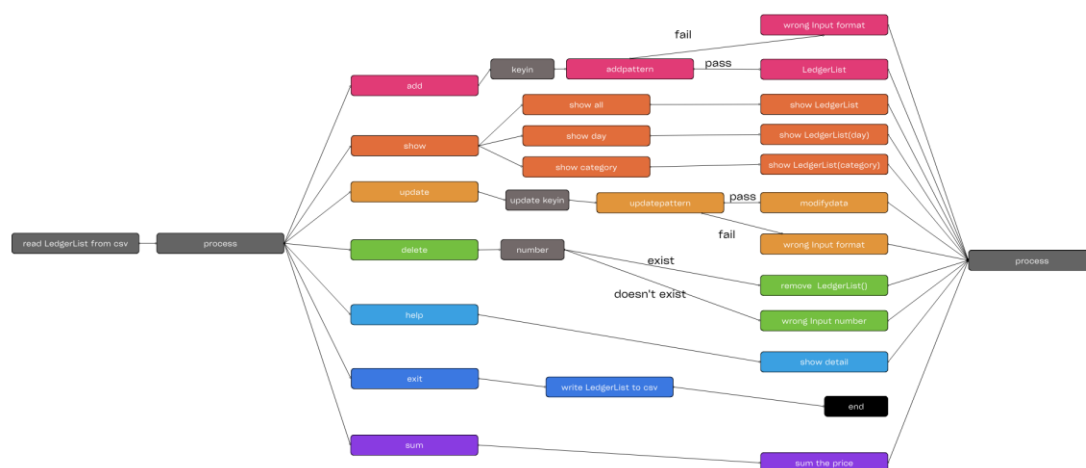 wrong Input format
fail
keyin
addpattern
pass
LedgerList
add
show all
show LedgerList
show day
show LedgerList(day)
show
show category
show LedgerList(category)
update
update keyin
updatepattern
pass
modifydata
fail
wrong Input format
read LedgerList from csv
process
delete
number
exist
process
remove LedgerList()
doesn't exist
wrong Input number
help
show detail
exit
write LedgerList to csv
end
sum
sum the price